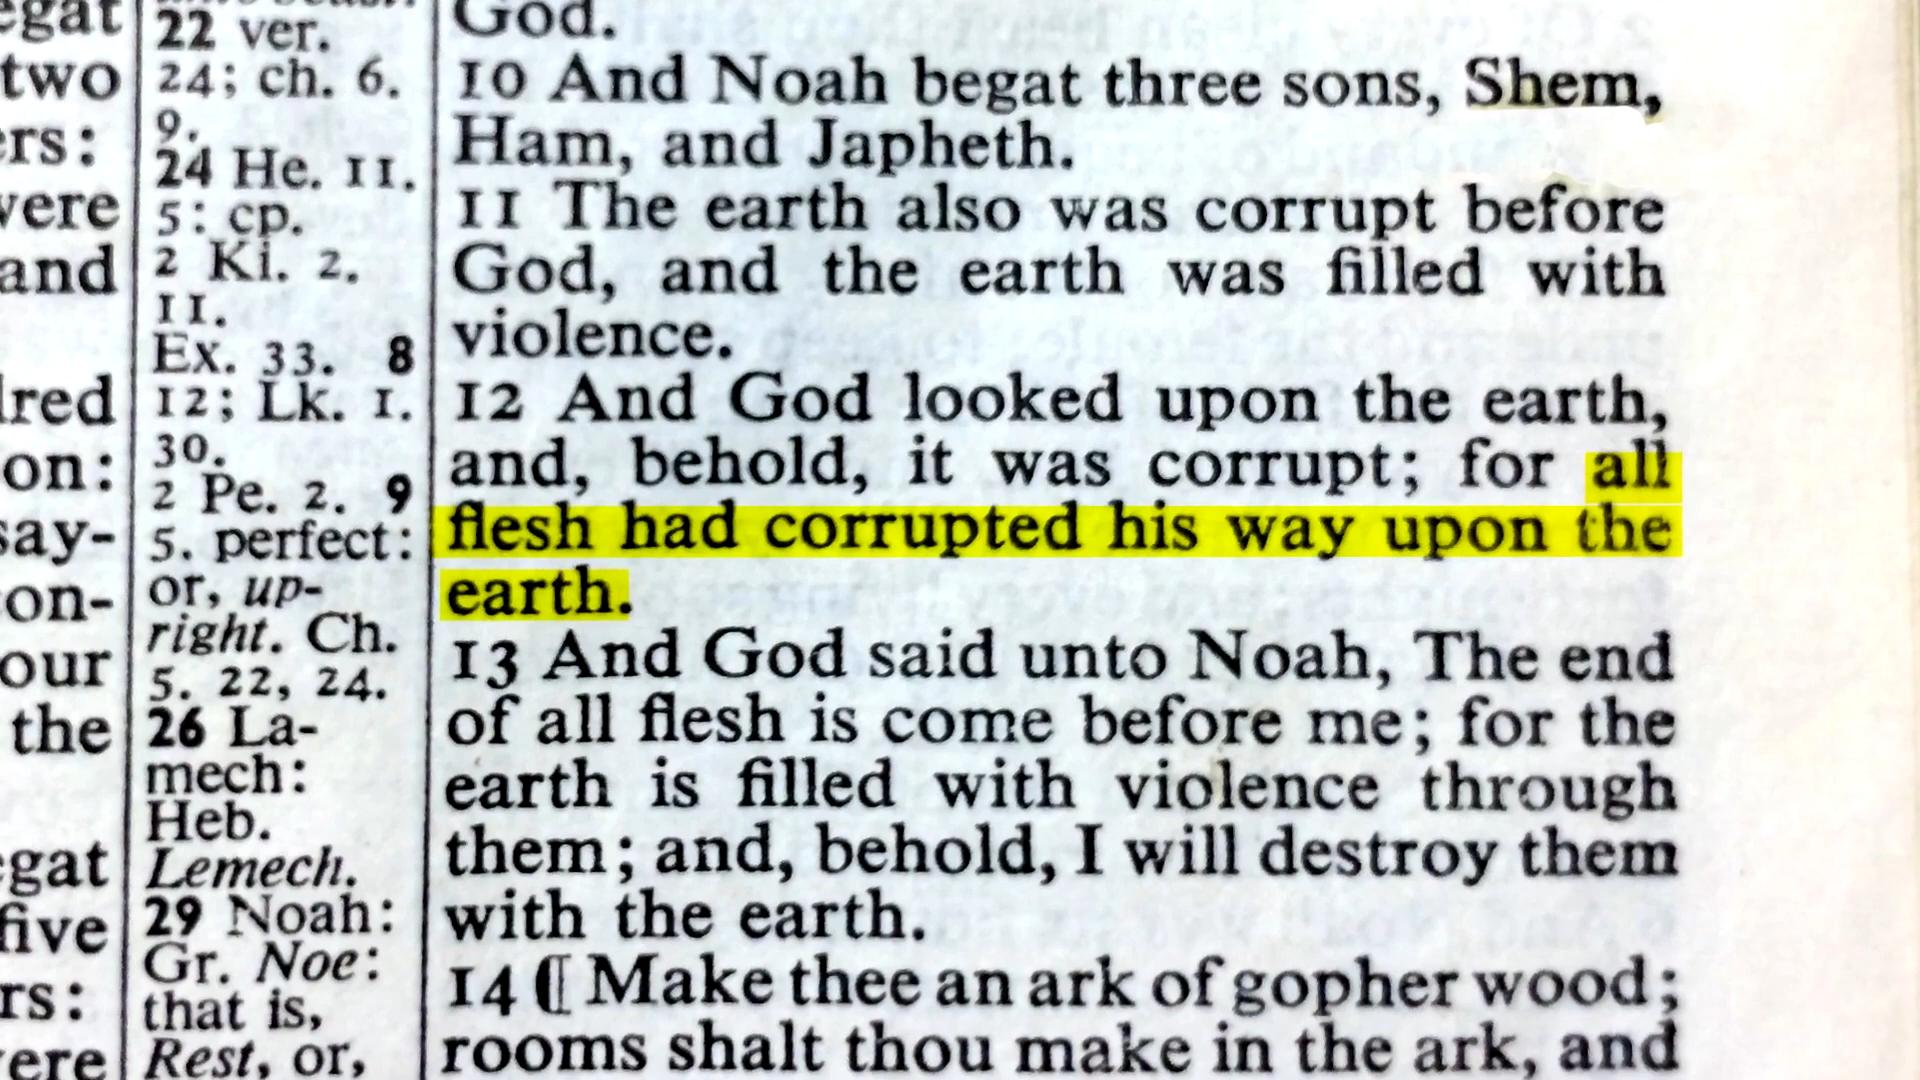 egat
two
ers:
were
and
dred
on:
say-
on-
our
the
egat
five
rs:
ere
22 ver.
24; ch. 6.
9.
24 He. 11.
5: cp.
2 Ki. 2.
11.
Ex. 33. 8
12; Lk. 1.
30.
2 Pe. 2. 9
5. perfect:
or, up-
right. Ch.
5. 22, 24.
26 La-
mech:
Heb.
Lemech.
29 Noah:
Gr. Noe:
that is,
Rest, or,
God.
10 And Noah begat three sons, Shem,
Ham, and Japheth.
11 The earth also was corrupt before
God, and the earth was filled with
violence.
12 And God looked upon the earth,
and, behold, it was corrupt; for all
flesh had corrupted his way upon the
earth.
13 And God said unto Noah, The end
of all flesh is come before me; for the
earth is filled with violence through
them; and, behold, I will destroy them
with the earth.
14 ¶ Make thee an ark of gopher wood;
rooms shalt thou make in the ark, and